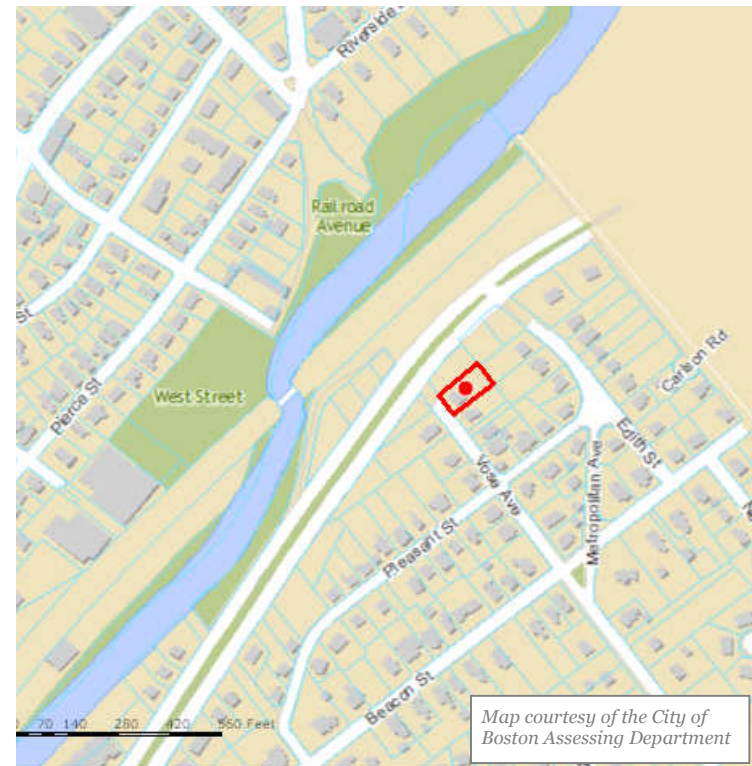 Riverside
Railroad
Avenue
St
West Street
Pierce St
Carlson Rd
Edith St
Vose Ave
Metropolitan Ave
Pleasant St
Beacon St
70 140 280 420 560 Feet
Map courtesy of the City of
Boston Assessing Department